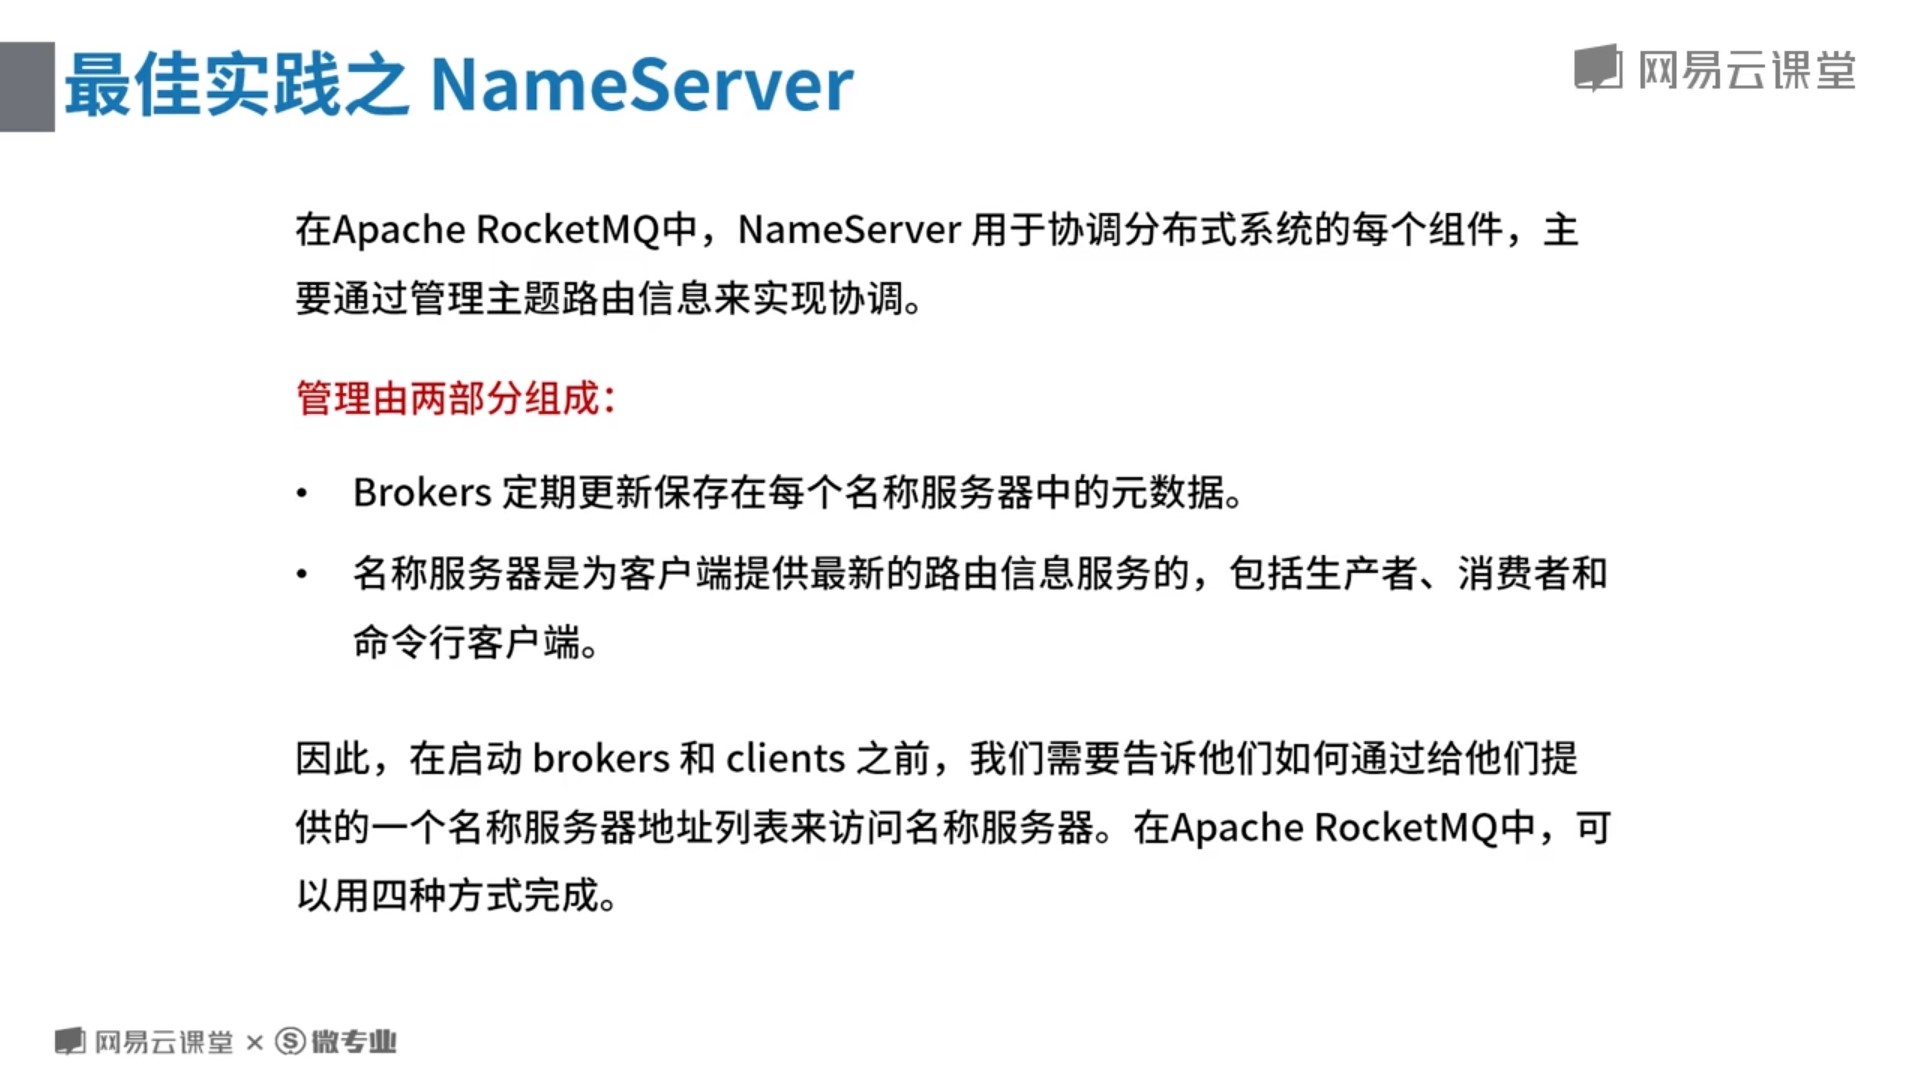 最佳实践之 NameServer
网易云课堂
在Apache RocketMQ中，NameServer 用于协调分布式系统的每个组件，主
要通过管理主题路由信息来实现协调。
管理由两部分组成：
• Brokers 定期更新保存在每个名称服务器中的元数据。
• 名称服务器是为客户端提供最新的路由信息服务的，包括生产者、消费者和
命令行客户端。
因此，在启动 brokers 和 clients 之前，我们需要告诉他们如何通过给他们提
供的一个名称服务器地址列表来访问名称服务器。在Apache RocketMQ中，可
以用四种方式完成。
网易云课堂 × 微专业